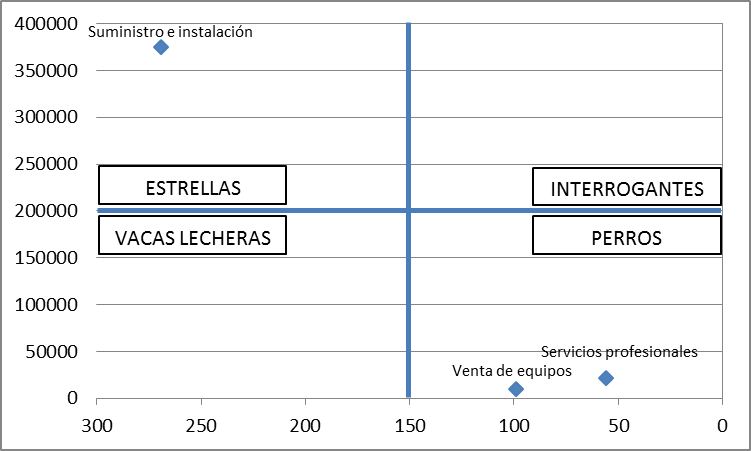 400000
Suministro e instalación
350000
300000
250000
ESTRELLAS
INTERROGANTES
200000
VACAS LECHERAS
PERROS
150000
100000
50000
Servicios profesionales
Venta de equipos
0
300 250 200 150 100 50 0